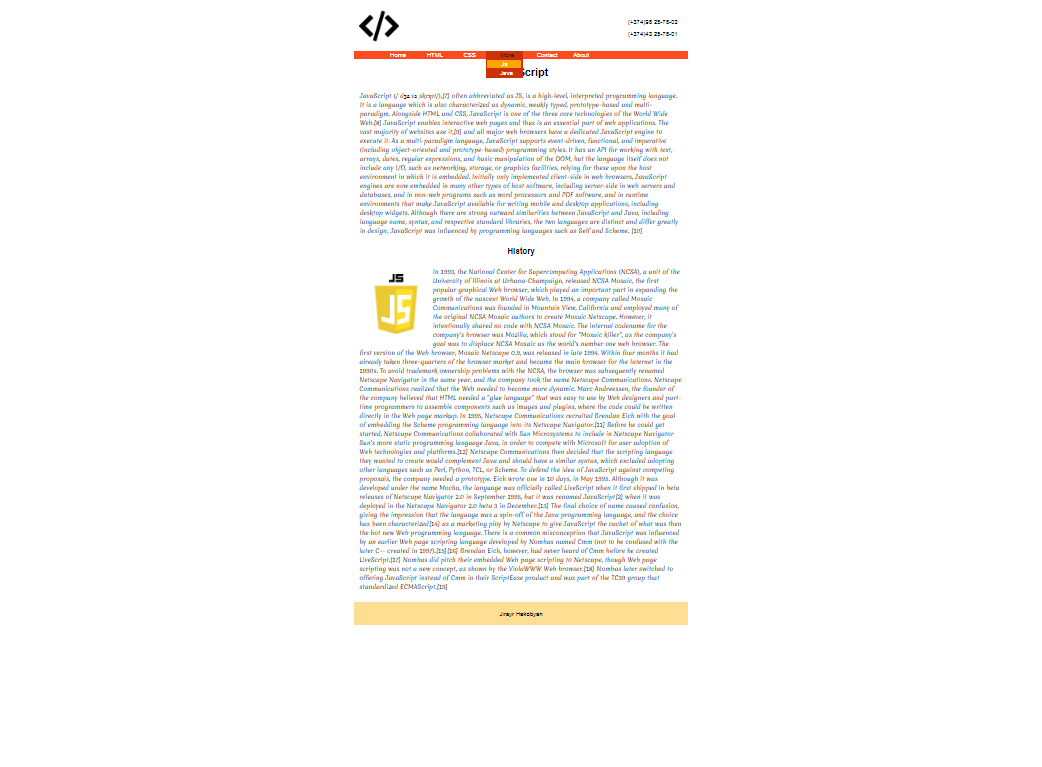 </>
(+374)98 25-78-02
(+374)43 25-78-01
Home HTML CSS More Contact About
Js
Java
Script
JavaScript (/ˈdʒɑːvəˌskrɪpt/),[7] often abbreviated as JS, is a high-level, interpreted programming language.
It is a language which is also characterized as dynamic, weakly typed, prototype-based and multi-
paradigm. Alongside HTML and CSS, JavaScript is one of the three core technologies of the World Wide
Web.[8] JavaScript enables interactive web pages and thus is an essential part of web applications. The
vast majority of websites use it,[9] and all major web browsers have a dedicated JavaScript engine to
execute it. As a multi-paradigm language, JavaScript supports event-driven, functional, and imperative
(including object-oriented and prototype-based) programming styles. It has an API for working with text,
arrays, dates, regular expressions, and basic manipulation of the DOM, but the language itself does not
include any I/O, such as networking, storage, or graphics facilities, relying for these upon the host
environment in which it is embedded. Initially only implemented client-side in web browsers, JavaScript
engines are now embedded in many other types of host software, including server-side in web servers and
databases, and in non-web programs such as word processors and PDF software, and in runtime
environments that make JavaScript available for writing mobile and desktop applications, including
desktop widgets. Although there are strong outward similarities between JavaScript and Java, including
language name, syntax, and respective standard libraries, the two languages are distinct and differ greatly
in design; JavaScript was influenced by programming languages such as Self and Scheme. [10]
History
JS
JS
In 1993, the National Center for Supercomputing Applications (NCSA), a unit of the
University of Illinois at Urbana-Champaign, released NCSA Mosaic, the first
popular graphical Web browser, which played an important part in expanding the
growth of the nascent World Wide Web. In 1994, a company called Mosaic
Communications was founded in Mountain View, California and employed many of
the original NCSA Mosaic authors to create Mosaic Netscape. However, it
intentionally shared no code with NCSA Mosaic. The internal codename for the
company's browser was Mozilla, which stood for "Mosaic killer", as the company's
goal was to displace NCSA Mosaic as the world's number one web browser. The
first version of the Web browser, Mosaic Netscape 0.9, was released in late 1994. Within four months it had
already taken three-quarters of the browser market and became the main browser for the Internet in the
1990s. To avoid trademark ownership problems with the NCSA, the browser was subsequently renamed
Netscape Navigator in the same year, and the company took the name Netscape Communications. Netscape
Communications realized that the Web needed to become more dynamic. Marc Andreessen, the founder of
the company believed that HTML needed a "glue language" that was easy to use by Web designers and part-
time programmers to assemble components such as images and plugins, where the code could be written
directly in the Web page markup. In 1995, Netscape Communications recruited Brendan Eich with the goal
of embedding the Scheme programming language into its Netscape Navigator.[11] Before he could get
started, Netscape Communications collaborated with Sun Microsystems to include in Netscape Navigator
Sun's more static programming language Java, in order to compete with Microsoft for user adoption of
Web technologies and platforms.[12] Netscape Communications then decided that the scripting language
they wanted to create would complement Java and should have a similar syntax, which excluded adopting
other languages such as Perl, Python, TCL, or Scheme. To defend the idea of JavaScript against competing
proposals, the company needed a prototype. Eich wrote one in 10 days, in May 1995. Although it was
developed under the name Mocha, the language was officially called LiveScript when it first shipped in beta
releases of Netscape Navigator 2.0 in September 1995, but it was renamed JavaScript[2] when it was
deployed in the Netscape Navigator 2.0 beta 3 in December.[13] The final choice of name caused confusion,
giving the impression that the language was a spin-off of the Java programming language, and the choice
has been characterized[14] as a marketing ploy by Netscape to give JavaScript the cachet of what was then
the hot new Web programming language. There is a common misconception that JavaScript was influenced
by an earlier Web page scripting language developed by Nombas named Cmm (not to be confused with the
later C-- created in 1997).[15][16] Brendan Eich, however, had never heard of Cmm before he created
LiveScript.[17] Nombas did pitch their embedded Web page scripting to Netscape, though Web page
scripting was not a new concept, as shown by the ViolaWWW Web browser.[18] Nombas later switched to
offering JavaScript instead of Cmm in their ScriptEase product and was part of the TC39 group that
standardized ECMAScript.[19]
Jirayr Hakobyan